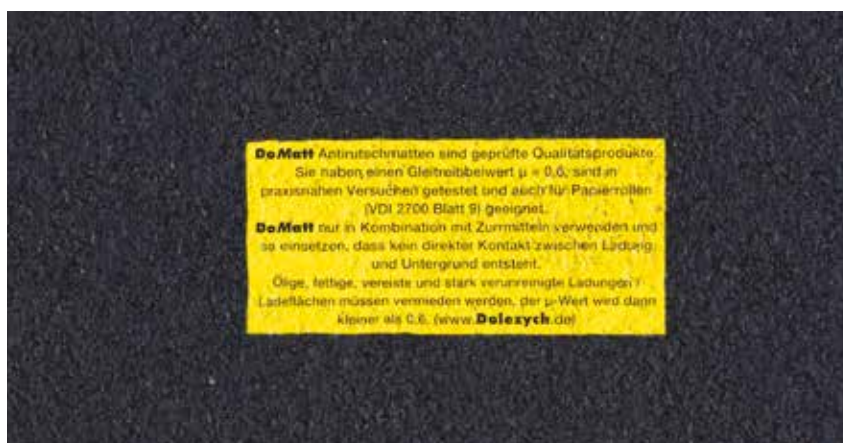 DoMatt Antirutschmatten sind geprüfte Qualitätsprodukte.
Sie haben einen Gleitreibbeiwert µ = 0,6, sind in
praxisnahen Versuchen getestet und auch für Papierrollen
(VDI 2700 Blatt 9) geeignet.
DoMatt nur in Kombination mit Zurrmitteln verwenden und
so einsetzen, dass kein direkter Kontakt zwischen Ladung
und Untergrund entsteht.
Ölige, fettige, vereiste und stark verunreinigte Ladungen /
Ladeflächen müssen vermieden werden, der µ-Wert wird dann
kleiner als 0,6. (www.Dolezych.de)